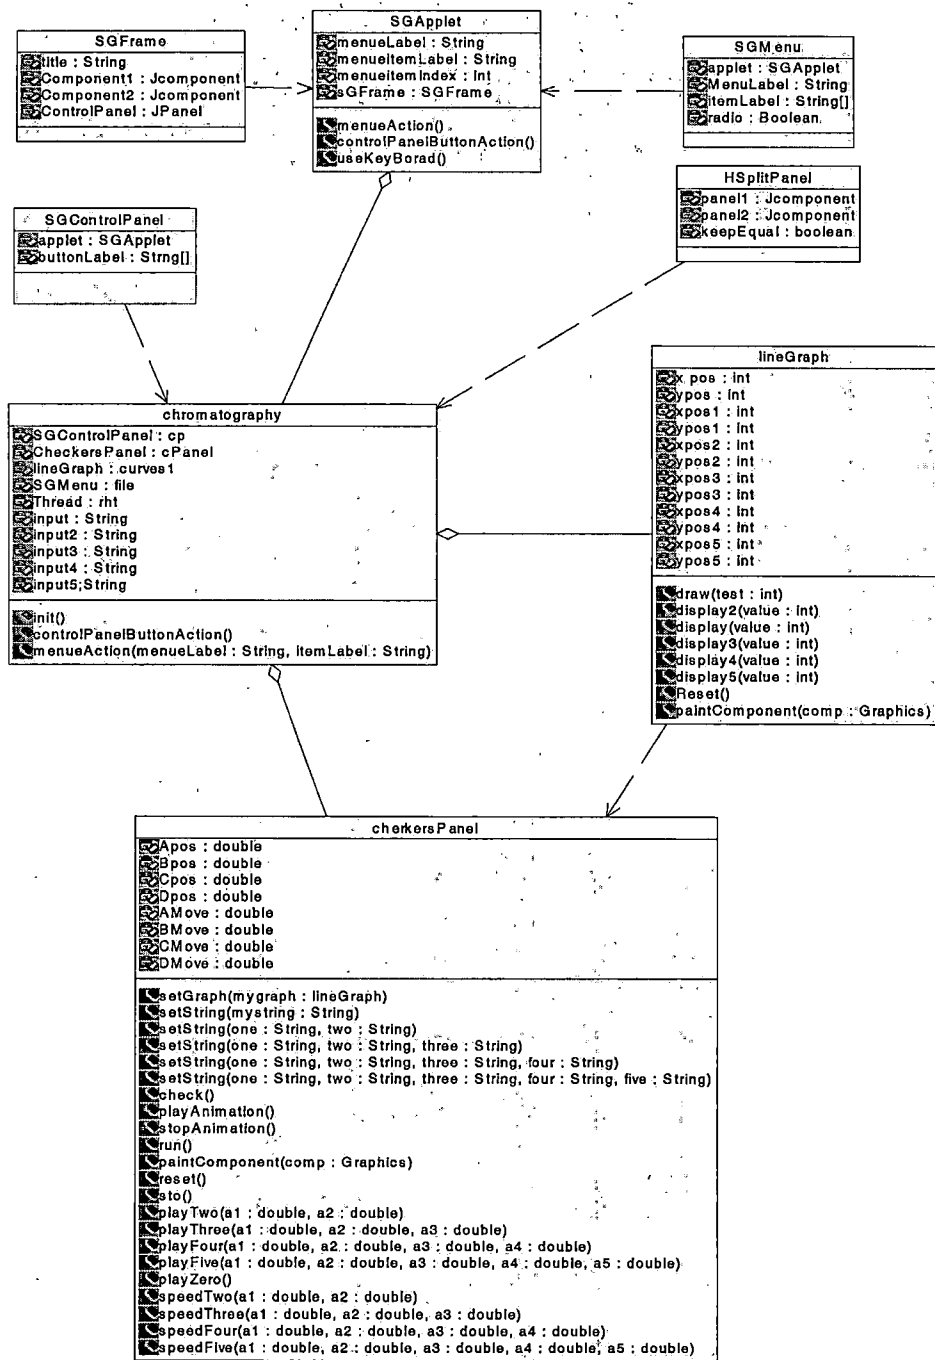 SGApplet
menueLabel : String
menueItemLabel : String
menueitemIndex : Int
sGFrame : SGFrame
menueAction()
controlPanelButtonAction()
useKeyBorad()
SGFrame
title : String
Component1 : Jcomponent
Component2 : Jcomponent
ControlPanel : JPanel
SGMenu
applet : SGApplet
MenuLabel : String
itemLabel : String[]
radio : Boolean
HSplitPanel
panel1 : Jcomponent
panel2 : Jcomponent
keepEqual : boolean
SGControlPanel
applet : SGApplet
buttonLabel : Strng[]
lineGraph
x pos : int
ypos : int
xpos1 : int
ypos1 : int
xpos2 : int
ypos2 : int
xpos3 : int
ypos3 : int
xpos4 : int
ypos4 : int
xpos5 : int
ypos5 : int
draw(test : int)
display2(value : int)
display(value : int)
display3(value : int)
display4(value : int)
display5(value : int)
Reset()
paintComponent(comp : Graphics)
chromatography
SGControlPanel : cp
CheckersPanel : cPanel
lineGraph : curves1
SGMenu : file
Thread : rht
input : String
input2 : String
input3 : String
input4 : String
input5;String
init()
controlPanelButtonAction()
menueAction(menueLabel : String, itemLabel : String)
cherkersPanel
Apos : double
Bpos : double
Cpos : double
Dpos : double
AMove : double
BMove : double
CMove : double
DMove : double
setGraph(mygraph : lineGraph)
setString(mystring : String)
setString(one : String, two : String)
setString(one : String, two : String, three : String)
setString(one : String, two : String, three : String, four : String)
setString(one : String, two : String, three : String, four : String, five : String)
check()
playAnimation()
stopAnimation()
run()
paintComponent(comp : Graphics)
reset()
sto()
playTwo(a1 : double, a2 : double)
playThree(a1 : double, a2 : double, a3 : double)
playFour(a1 : double, a2 : double, a3 : double, a4 : double)
playFive(a1 : double, a2 : double, a3 : double, a4 : double, a5 : double)
playZero()
speedTwo(a1 : double, a2 : double)
speedThree(a1 : double, a2 : double, a3 : double)
speedFour(a1 : double, a2 : double, a3 : double, a4 : double)
speedFive(a1 : double, a2 : double, a3 : double, a4 : double, a5 : double)